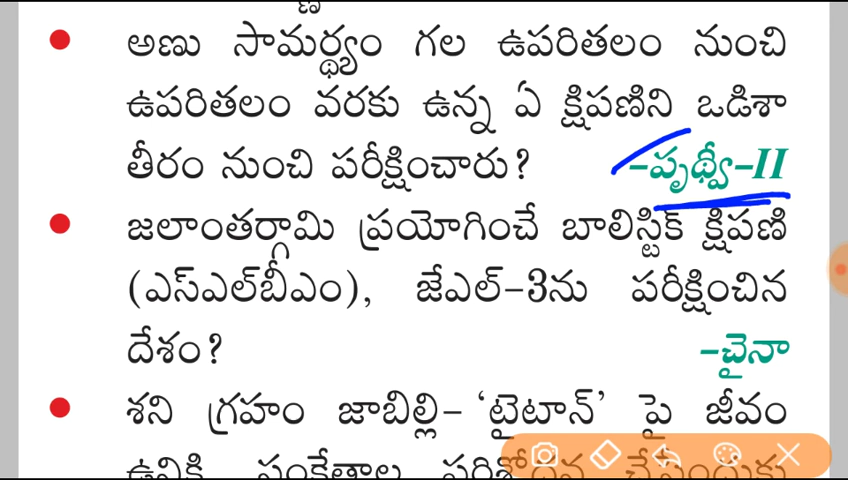 అణు సామర్థ్యం గల ఉపరితలం నుంచి
ఉపరితలం వరకు ఉన్న ఏ క్షిపణిని ఒడిశా
తీరం నుంచి పరీక్షించారు? -పృథ్వీ-II
జలాంతర్గామి ప్రయోగించే బాలిస్టిక్ క్షిపణి
(ఎస్ఎల్‌బీఎం), జేఎల్-3ను పరీక్షించిన
దేశం? -చైనా
శని గ్రహం జాబిల్లి- ‘టైటాన్’ పై జీవం